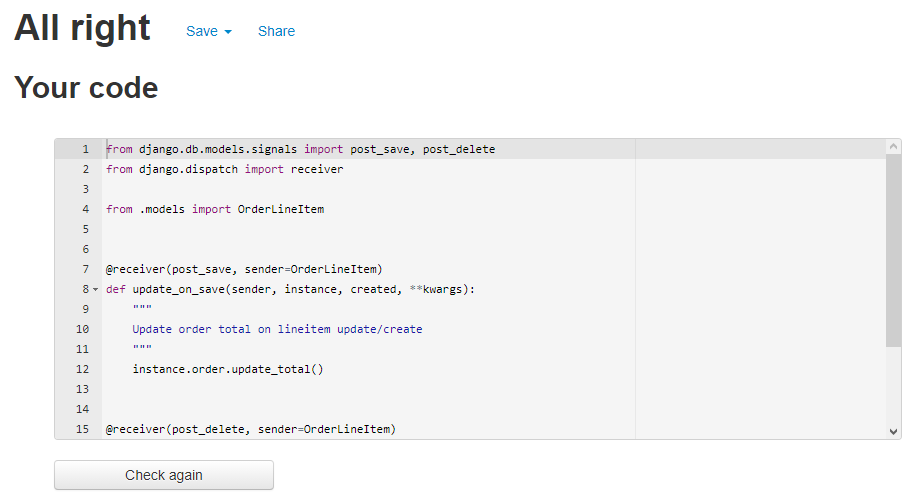 All right
Save Share
Your code
1 from django.db.models.signals import post_save, post_delete
2 from django.dispatch import receiver
3
4 from .models import OrderLineItem
5
6
7 @receiver(post_save, sender=OrderLineItem)
8 def update_on_save(sender, instance, created, **kwargs):
9     """
10     Update order total on lineitem update/create
11     """
12     instance.order.update_total()
13
14
15 @receiver(post_delete, sender=OrderLineItem)
Check again